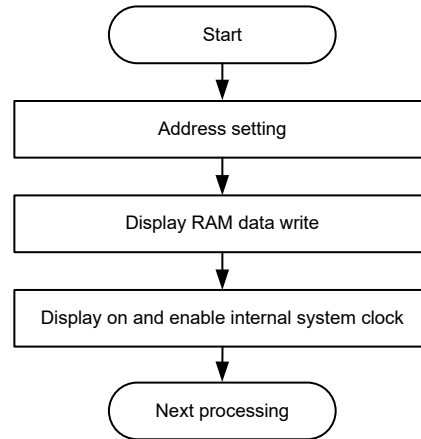 Start
Address setting
Display RAM data write
Display on and enable internal system clock
Next processing